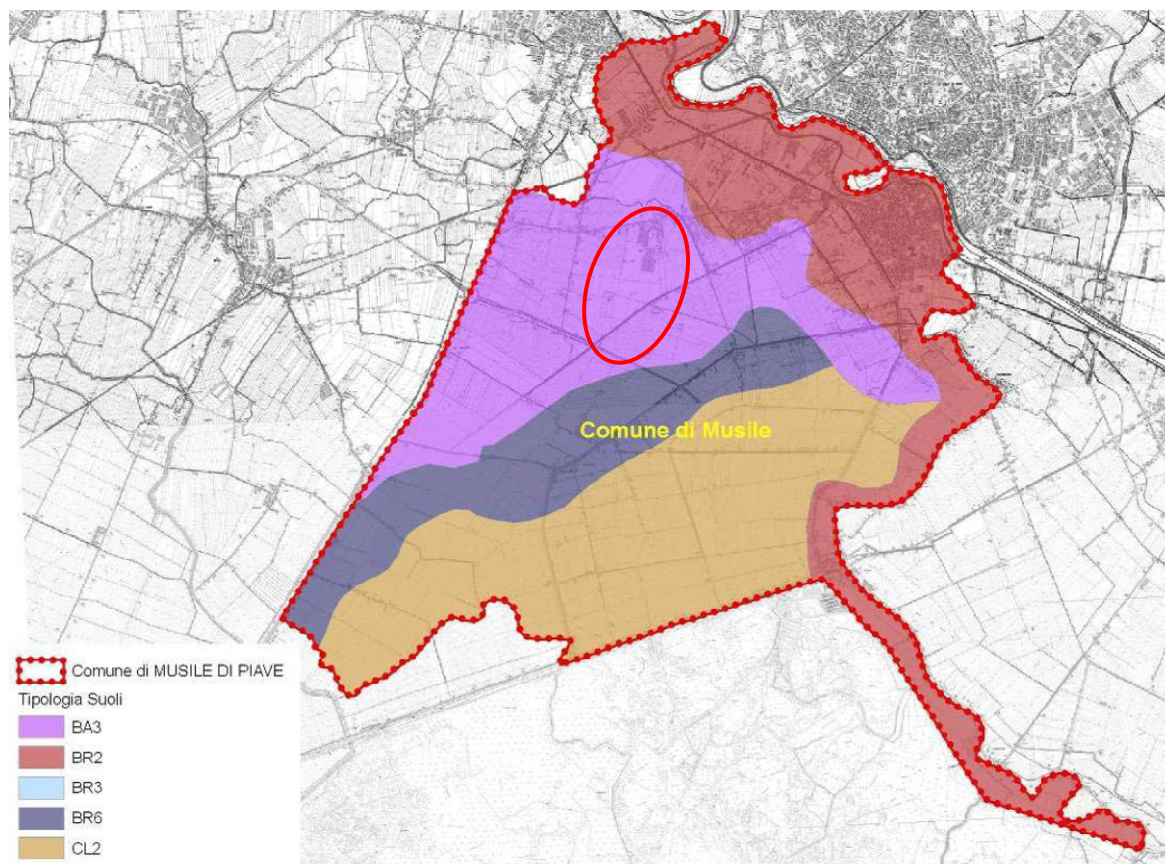 Comune di Musile
Comune di MUSILE DI PIAVE
Tipologia Suoli
BA3
BR2
BR3
BR6
CL2